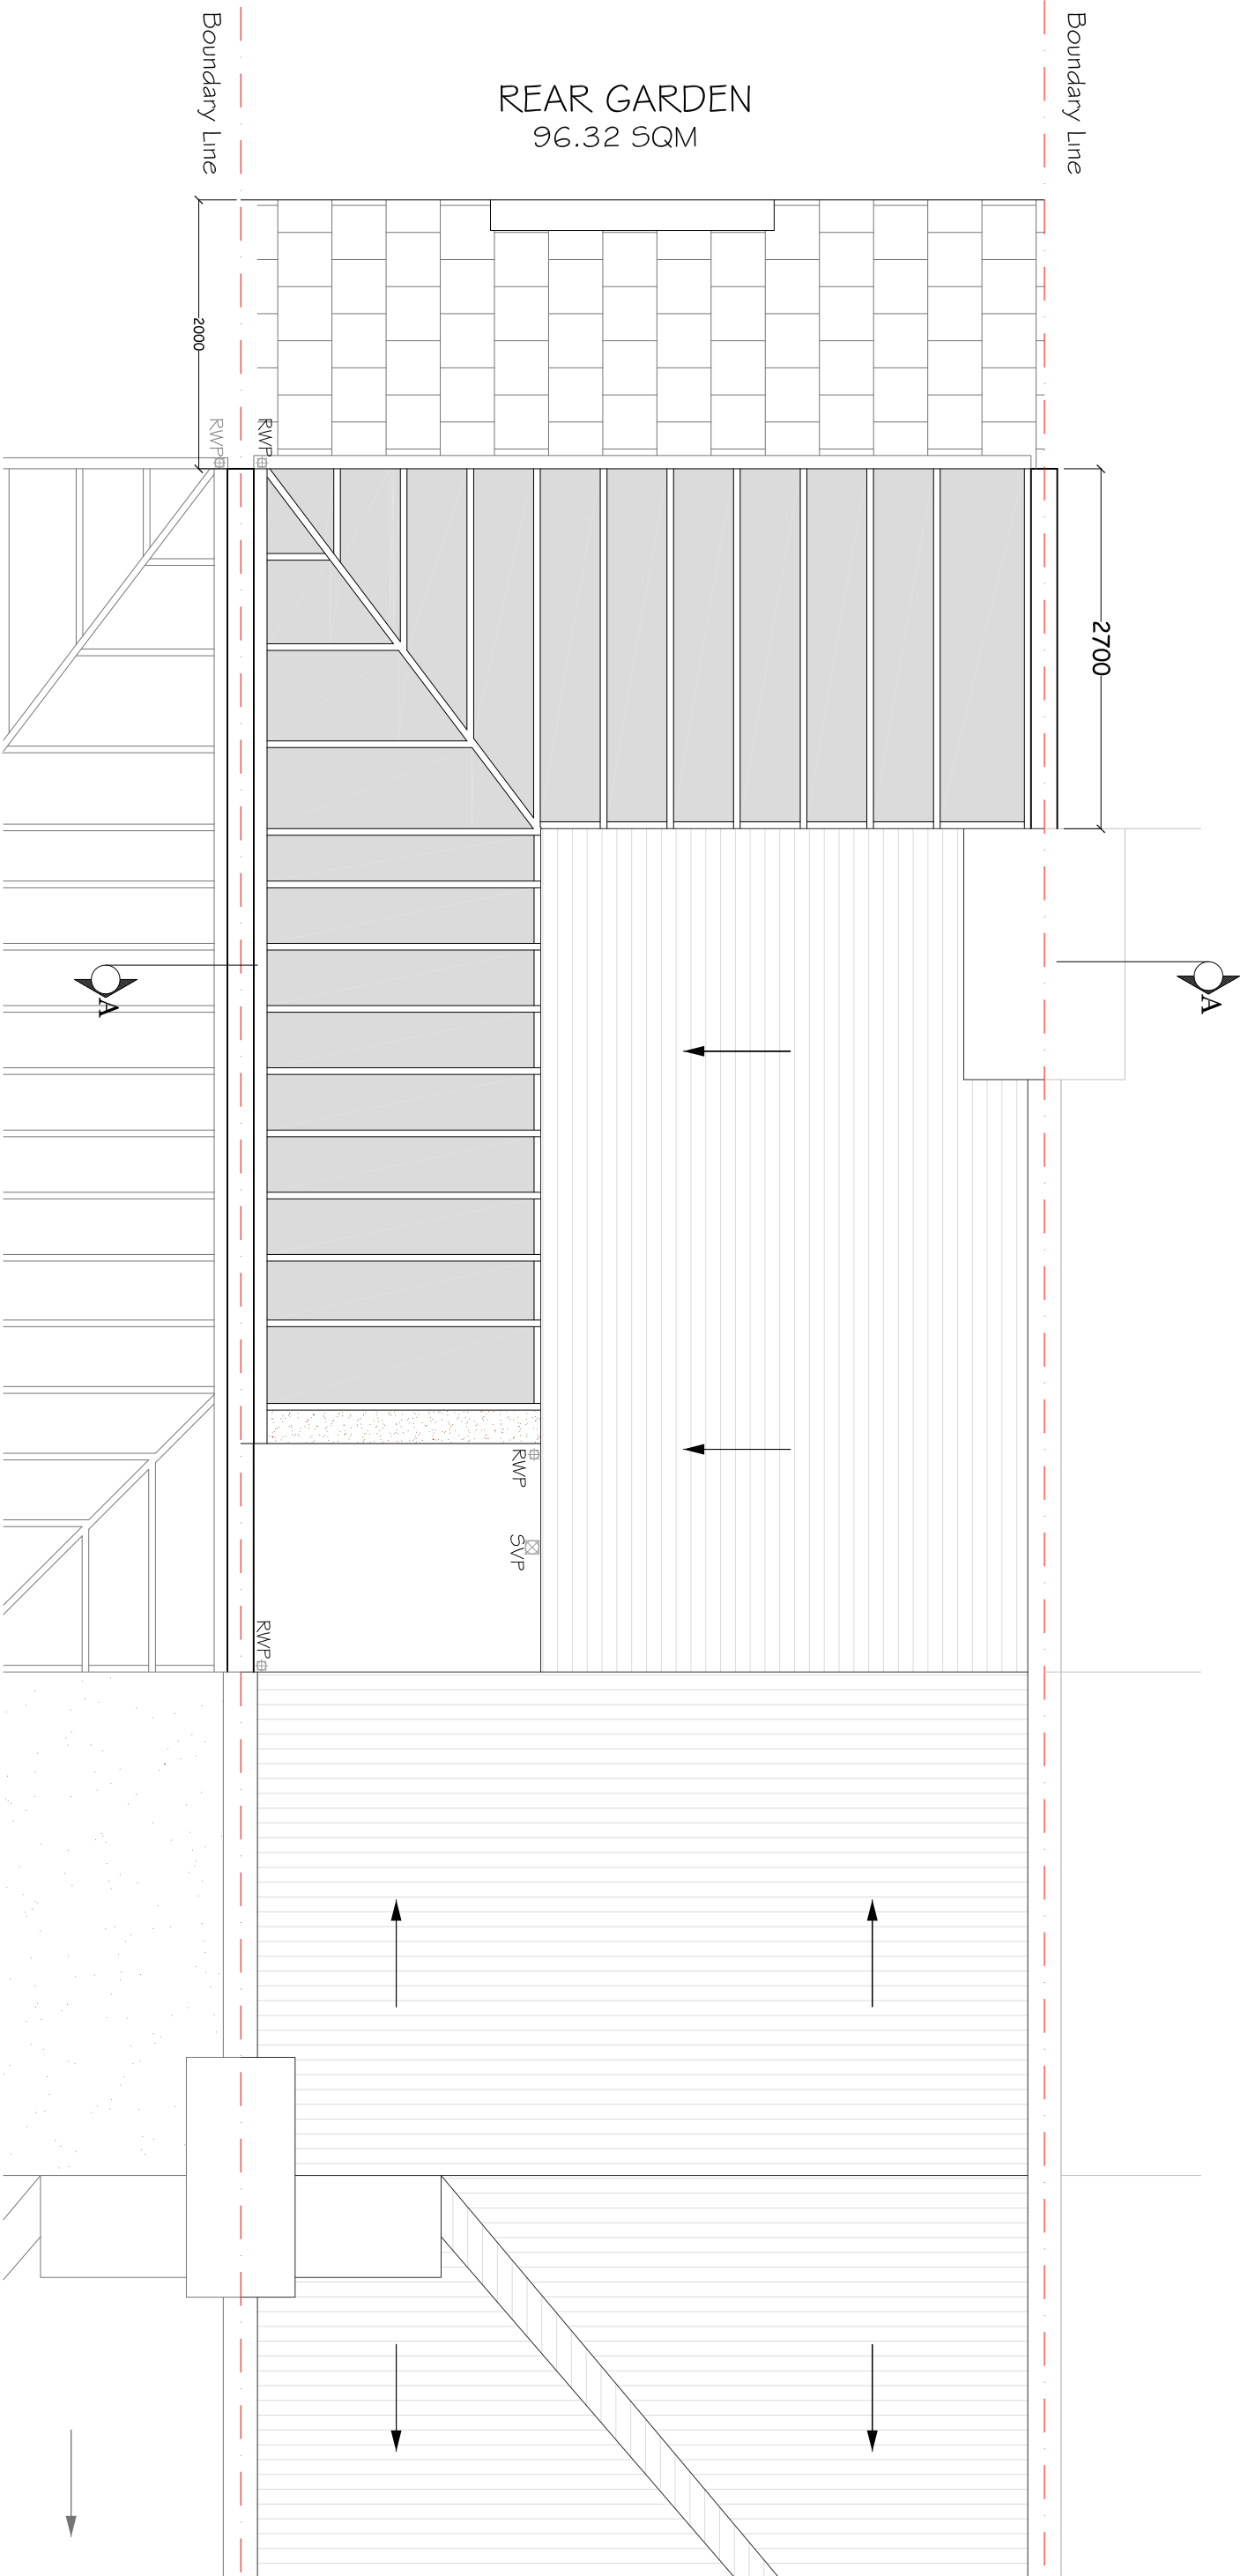 Boundary Line
Boundary Line
REAR GARDEN
96.32 SQM
2000
RWP
RWP
2700
A
A
RWP
SVP
RWP